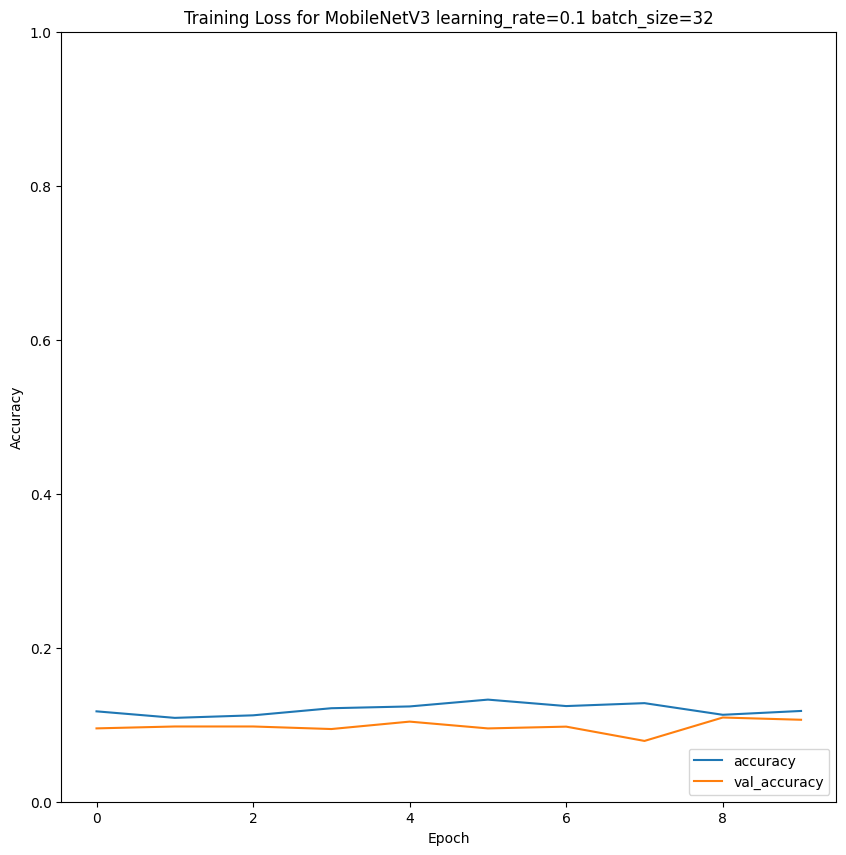 Training Loss for MobileNetV3 learning_rate=0.1 batch_size=32
1.0
0.8
0.6
0.4
0.2
0.0
Accuracy
0 2 4 6 8
Epoch
accuracy
val_accuracy